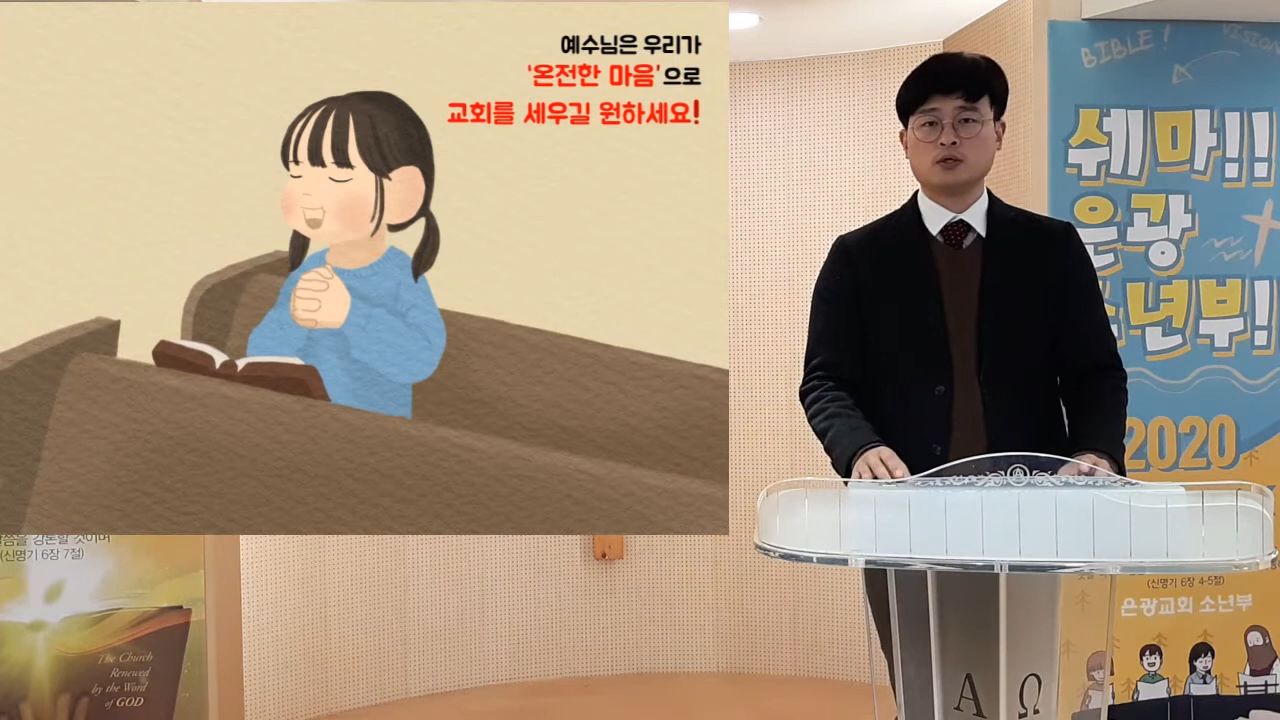 예수님은 우리가
‘온전한 마음’으로
교회를 세우길 원하세요!
BIBLE!
VISION
쉐마!!
은광
소년부!
2020
(신명기 6장 7절)
(신명기 6장 4-5절)
은광교회 소년부
The Church
Renewed
by the Word
of GOD
Α Ω